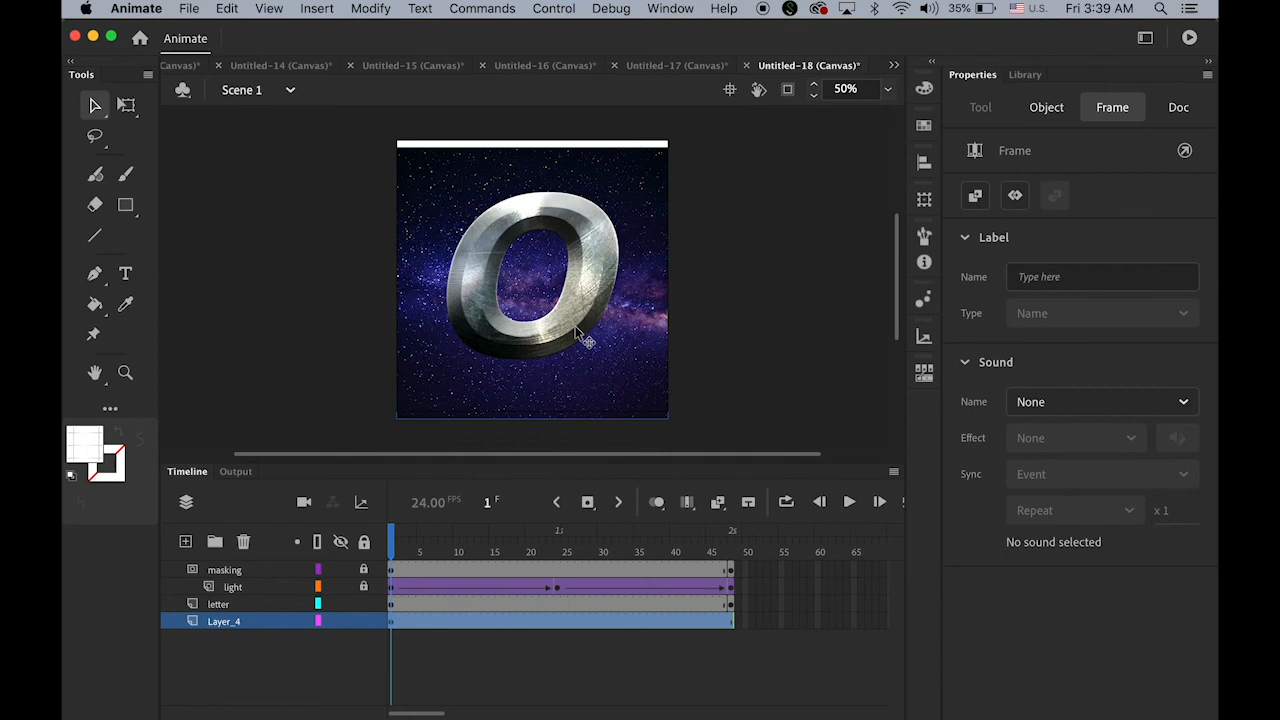 Animate File Edit View Insert Modify Text Commands Control Debug Window Help 35% U.S. Fri 3:39 AM
Animate
Canvas)* Untitled-14 (Canvas)* Untitled-15 (Canvas)* Untitled-16 (Canvas)* Untitled-17 (Canvas)* Untitled-18 (Canvas)*
Tools
Properties Library
Scene 1 50%
Tool Object Frame Doc
Frame
Label
Name Type here
Type Name
Sound
Name None
Effect None
Sync Event
Repeat x 1
No sound selected
O
Timeline Output
24.00 FPS 1 F
1s 2s
5 10 15 20 25 30 35 40 45 50 55 60 65
masking
light
letter
Layer_4